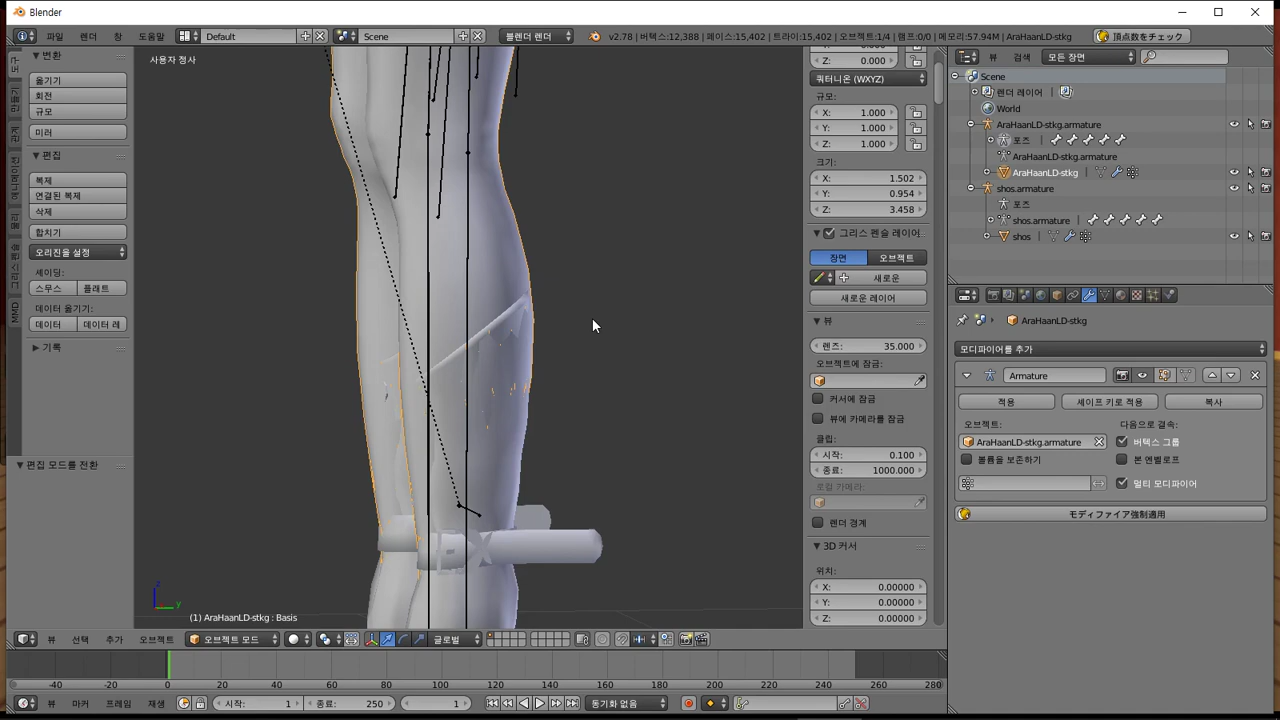 Blender
파일 렌더 창 도움말 Default Scene 블렌더 렌더 v2.78 | 버텍스:12,388 | 페이스:15,402 | 트라이:15,402 | 오브젝트:1/4 | 램프:0/0 | 메모리:57.94M | AraHaanLD-stkg 頂点数をチェック
변환
옮기기
회전
규모
미러
편집
복제
연결된 복제
삭제
합치기
오리진을 설정
셰이딩:
스무스 플래트
데이터 옮기기:
데이터 데이터 레
기록
편집 모드를 전환
MMD
사용자 정사
(1) AraHaanLD-stkg : Basis
Z: 0.000
쿼터니온 (WXYZ)
규모:
X: 1.000
Y: 1.000
Z: 1.000
크기:
X: 1.502
Y: 0.954
Z: 3.458
그리스 펜슬 레이어
장면 오브젝트
새로운
새로운 레이어
뷰
렌즈: 35.000
오브젝트에 잠금:
커서에 잠금
뷰에 카메라를 잠금
클립:
시작: 0.100
종료: 1000.000
로컬 카메라:
렌더 경계
3D 커서
위치:
X: 0.00000
Y: 0.00000
Z: 0.00000
뷰 검색 모든 장면
Scene
렌더 레이어
World
AraHaanLD-stkg.armature
포즈
AraHaanLD-stkg.armature
AraHaanLD-stkg
shos.armature
포즈
shos.armature
shos
AraHaanLD-stkg
모디파이어를 추가
Armature
적용 셰이프 키로 적용 복사
오브젝트: 다음으로 결속:
AraHaanLD-stkg.armature 버텍스 그룹
볼륨을 보존하기 본 엔벨로프
멀티 모디파이어
モディファイア強制適用
뷰 선택 추가 오브젝트 오브젝트 모드 글로벌
-40 -20 0 20 40 60 80 100 120 140 160 180 200 220 240 260 280
뷰 마커 프레임 재생 시작: 1 종료: 250 1 동기화 없음